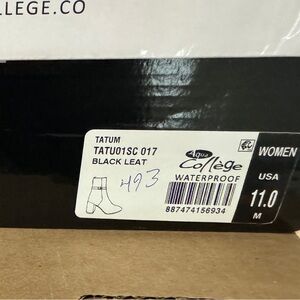 LLEGE.CO
TATUM
TATU01SC 017
BLACK LEAT
Aqua
College
WATERPROOF
WOMEN
USA
11.0
M
493
887474156934